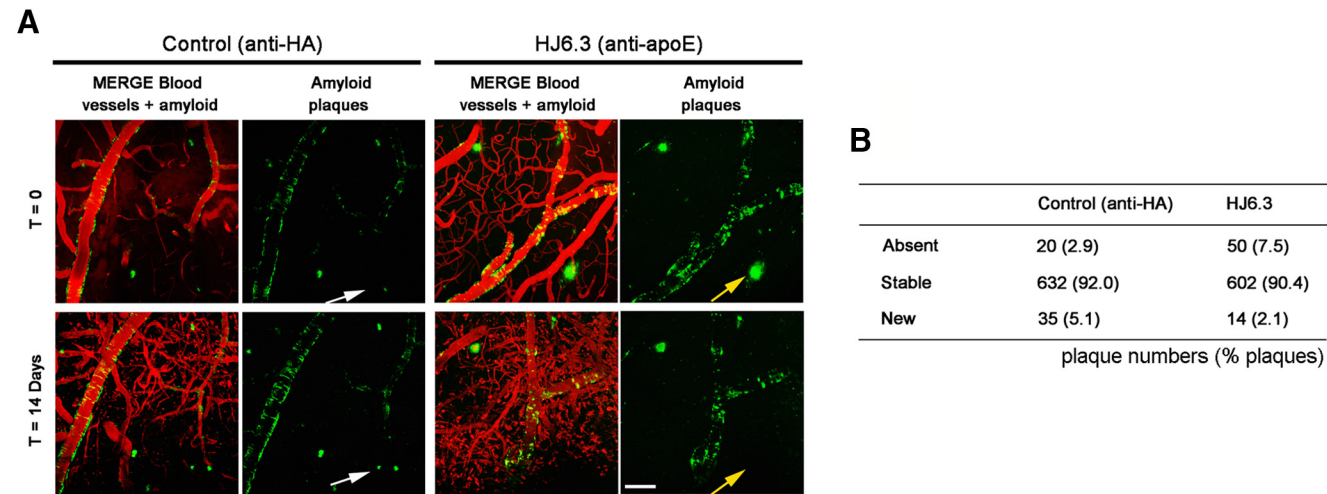 A
Control (anti-HA)
HJ6.3 (anti-apoE)
MERGE Blood
vessels + amyloid
Amyloid
plaques
MERGE Blood
vessels + amyloid
Amyloid
plaques
T = 0
T = 14 Days
B
Control (anti-HA) HJ6.3
Absent 20 (2.9) 50 (7.5)
Stable 632 (92.0) 602 (90.4)
New 35 (5.1) 14 (2.1)
plaque numbers (% plaques)